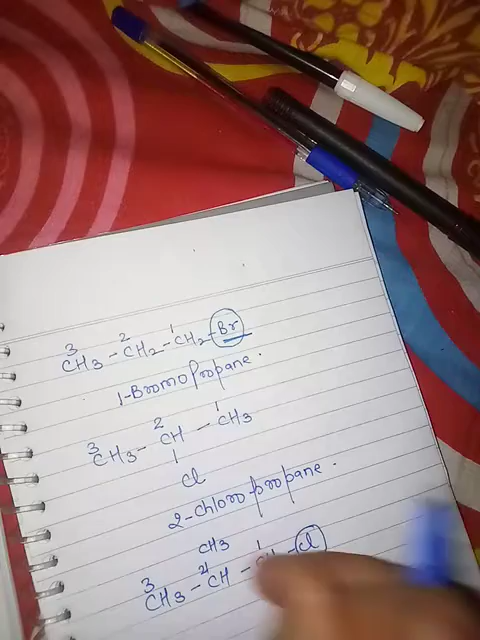 3 2 1
CH3 - CH2 - CH2 - Br
1-Bromopropane.
3 2 1
CH3 - CH - CH3
Cl
2-chloropropane.
CH3
3 2 1
CH3 - CH - CH - Cl